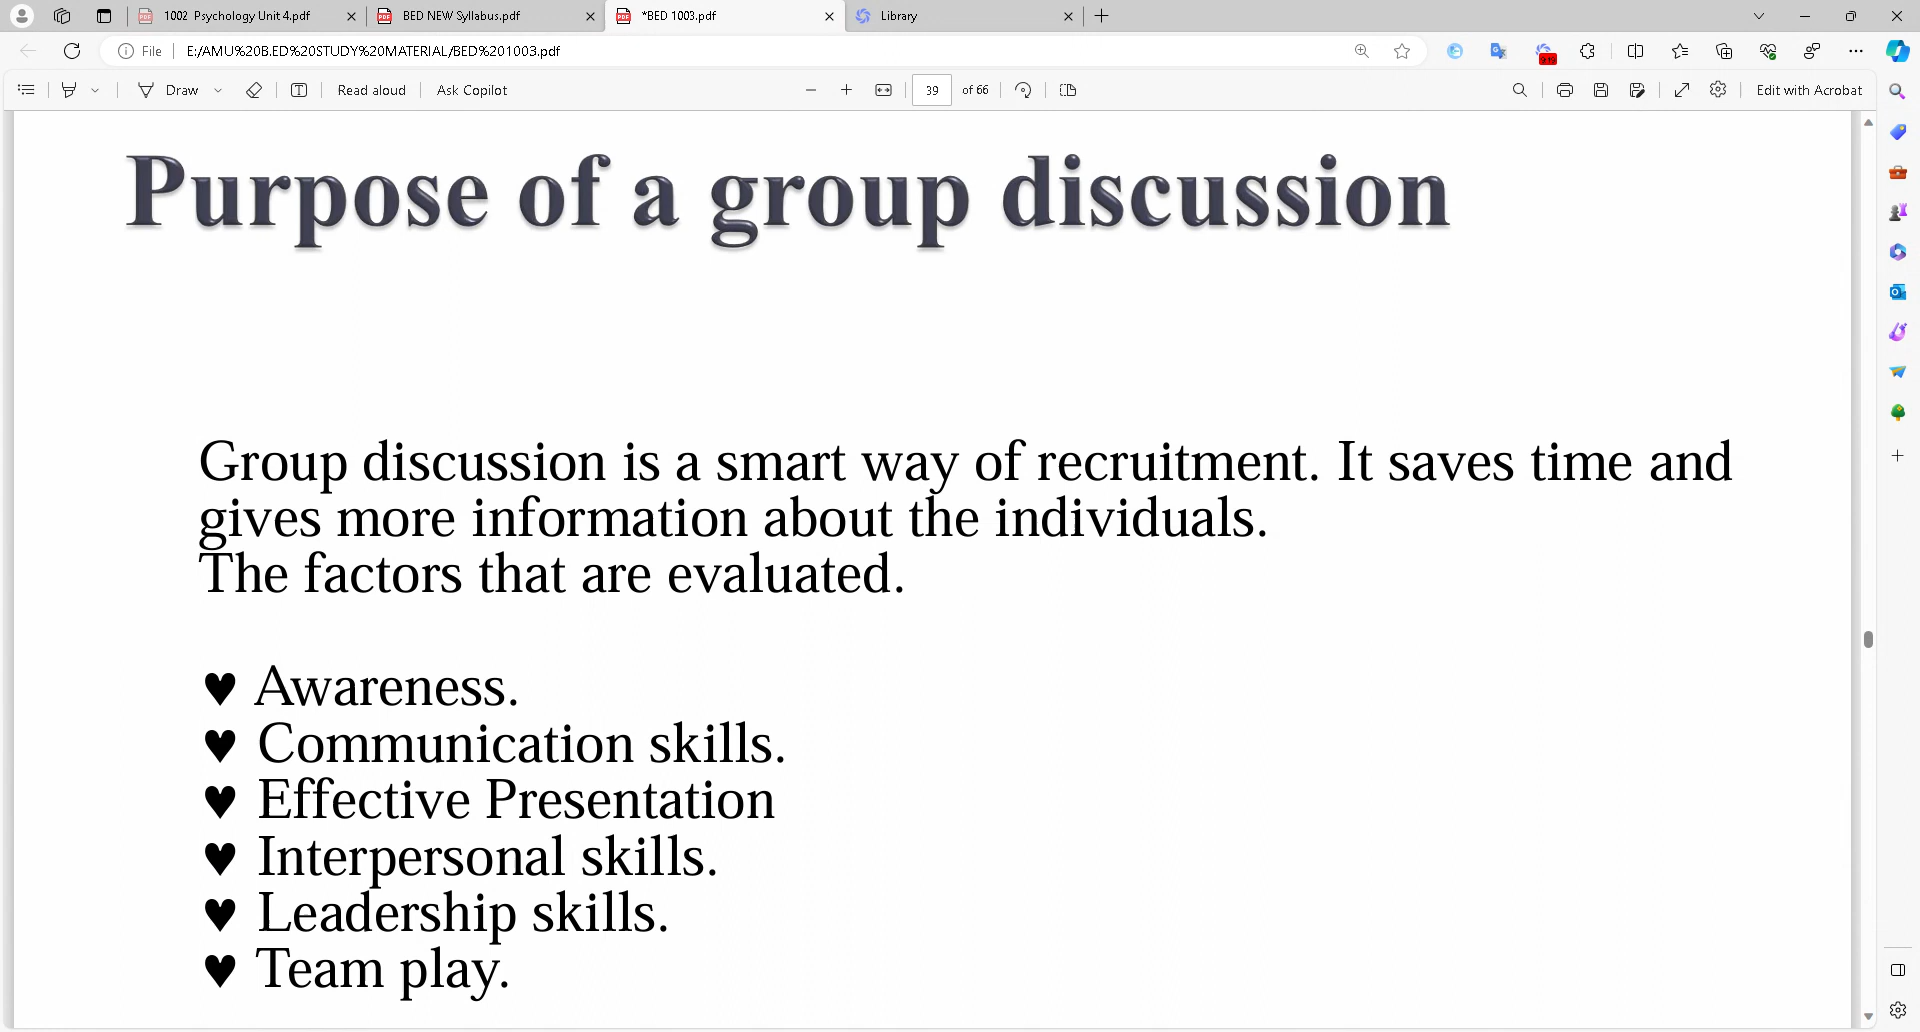 1002 Psychology Unit 4.pdf
BED NEW Syllabus.pdf
*BED 1003.pdf
Library
File
E:/AMU%20B.ED%20STUDY%20MATERIAL/BED%201003.pdf
Draw
Read aloud
Ask Copilot
39 of 66
Edit with Acrobat
Purpose of a group discussion
Group discussion is a smart way of recruitment. It saves time and
gives more information about the individuals.
The factors that are evaluated.
♥ Awareness.
♥ Communication skills.
♥ Effective Presentation
♥ Interpersonal skills.
♥ Leadership skills.
♥ Team play.